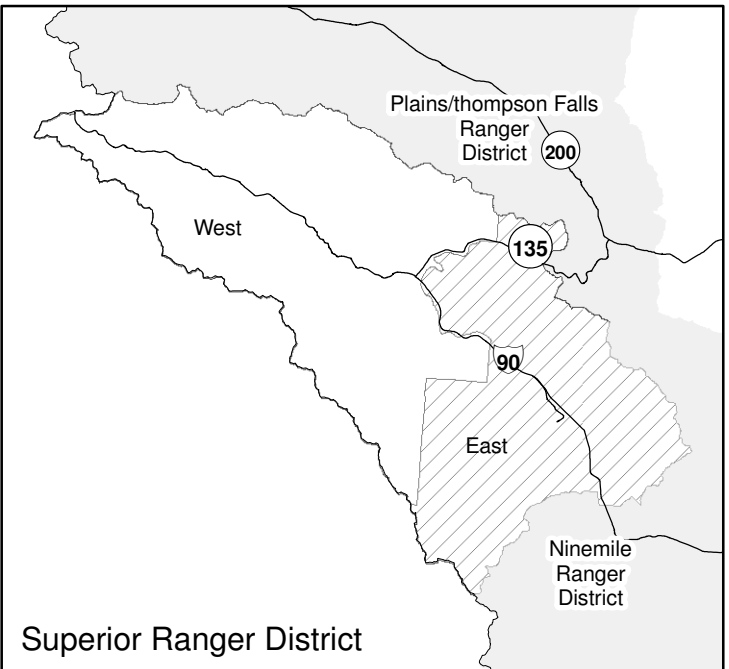 Plains/thompson Falls
Ranger
District
200
West
135
90
East
Ninemile
Ranger
District
Superior Ranger District